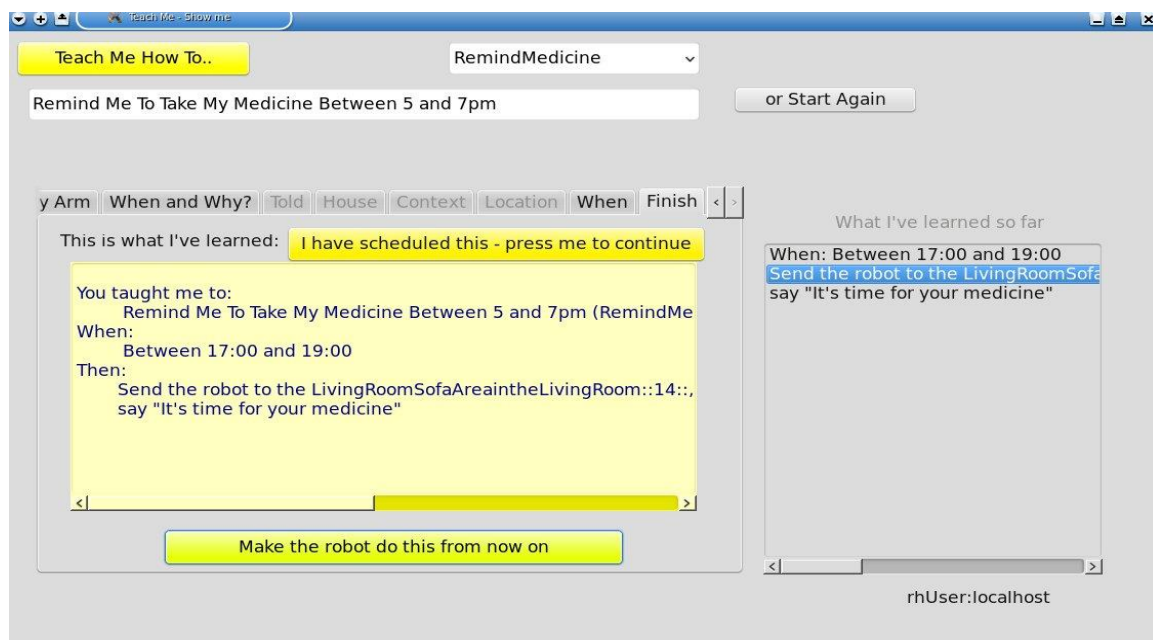 Teach Me - Show me
Teach Me How To..
RemindMedicine
Remind Me To Take My Medicine Between 5 and 7pm
or Start Again
y Arm When and Why? Told House Context Location When Finish
This is what I've learned:
I have scheduled this - press me to continue
You taught me to:
Remind Me To Take My Medicine Between 5 and 7pm (RemindMe
When:
Between 17:00 and 19:00
Then:
Send the robot to the LivingRoomSofaAreaintheLivingRoom::14::,
say "It's time for your medicine"
Make the robot do this from now on
What I've learned so far
When: Between 17:00 and 19:00
Send the robot to the LivingRoomSofa
say "It's time for your medicine"
rhUser:localhost